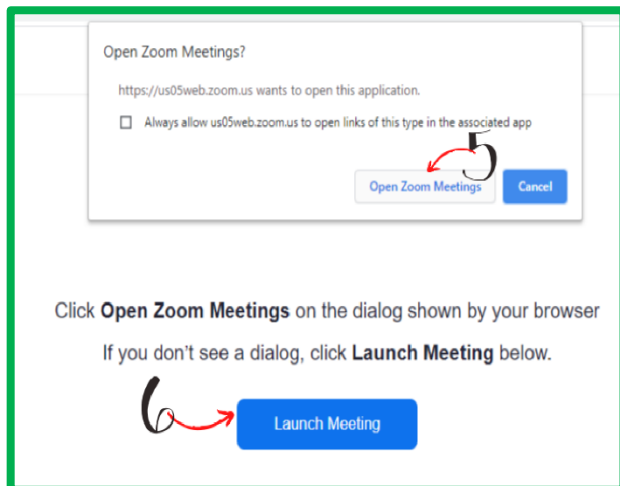 Open Zoom Meetings?
https://us05web.zoom.us wants to open this application.
Always allow us05web.zoom.us to open links of this type in the associated app
5
Open Zoom Meetings Cancel
Click Open Zoom Meetings on the dialog shown by your browser
If you don't see a dialog, click Launch Meeting below.
6
Launch Meeting